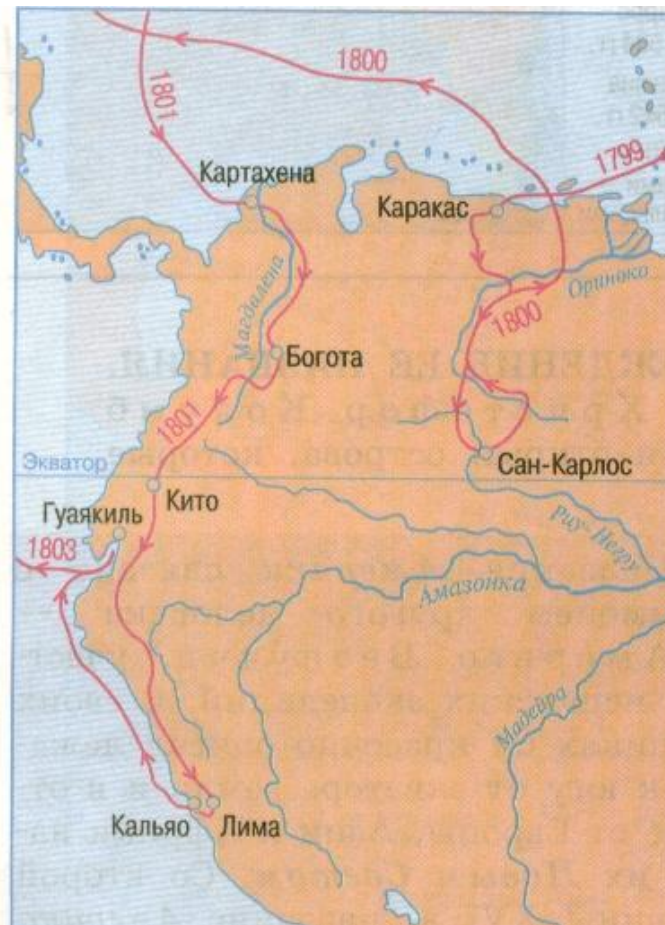 1800
1801
1799
Картахена
Каракас
Магдалена
Ориноко
1800
Богота
1801
Экватор
Сан-Карлос
Кито
Гуаякиль
Риу-Негру
1803
Амазонка
Мадейра
Кальяо
Лима